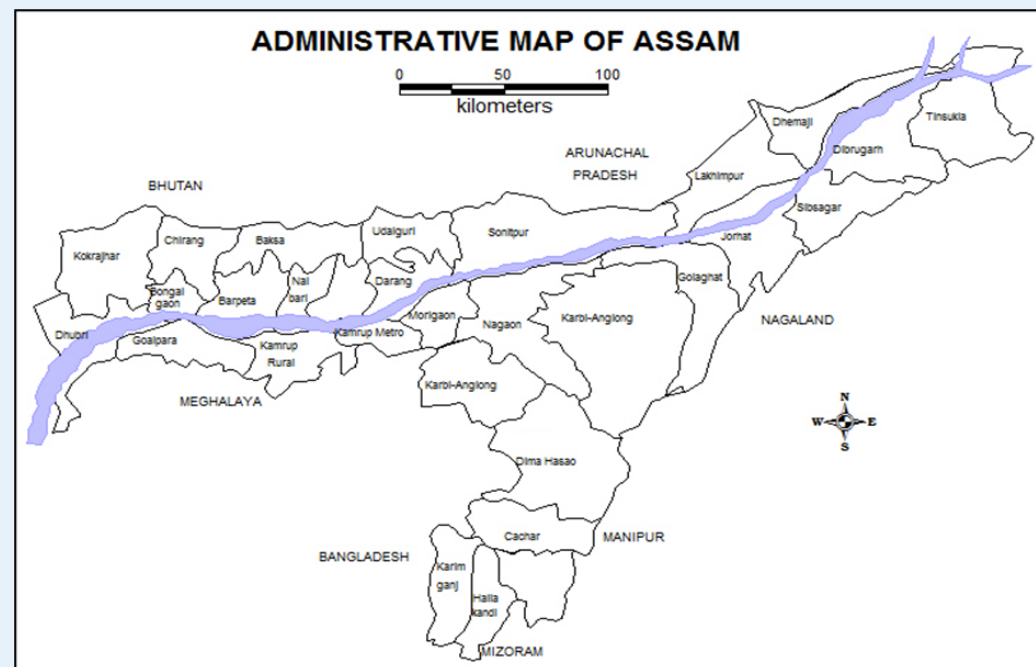 ADMINISTRATIVE MAP OF ASSAM
0 50 100
kilometers
Dhemaji
Tinsukia
Dibrugarh
ARUNACHAL
PRADESH
Lakhimpur
BHUTAN
Sibsagar
Kokrajhar
Chirang
Baksa
Udalguri
Sonitpur
Jorhat
Golaghat
Bongal
gaon
Barpeta
Nal
bari
Darang
Morigaon
Nagaon
Karbi-Anglong
NAGALAND
Dhubri
Goalpara
Kamrup
Rural
Kamrup Metro
MEGHALAYA
Karbi-Anglong
N
W E
S
Dima Hasao
Cachar
MANIPUR
BANGLADESH
Karim
ganj
Haila
kandi
MIZORAM